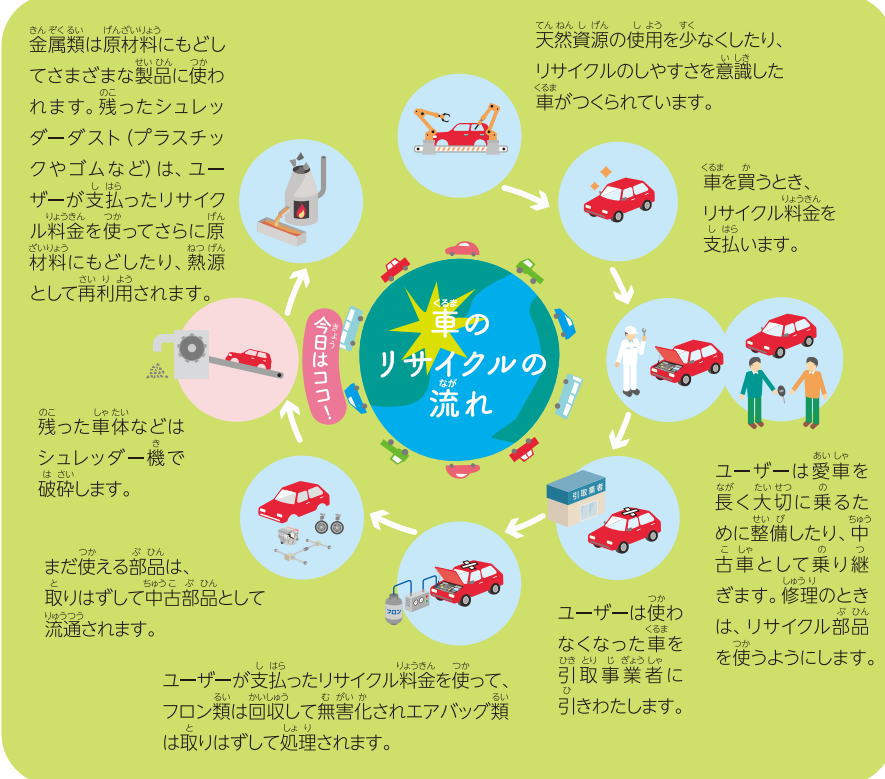 車のリサイクルの流れ
天然資源の使用を少なくしたり、
リサイクルのしやすさを意識した
車がつくられています。
車を買うとき、
リサイクル料金を
支払います。
ユーザーは愛車を
長く大切に乗るた
めに整備したり、中
古車として乗り継
ぎます。修理のとき
は、リサイクル部品
を使うようにします。
引取業者
ユーザーは使わ
なくなった車を
引取事業者に
引きわたします。
フロン
ユーザーが支払ったリサイクル料金を使って、
フロン類は回収して無害化されエアバッグ類
は取りはずして処理されます。
まだ使える部品は、
取りはずして中古部品として
流通されます。
残った車体などは
シュレッダー機で
破砕します。
今日はココ!
金属類は原材料にもどし
てさまざまな製品に使わ
れます。残ったシュレッ
ダーダスト(プラスチッ
クやゴムなど)は、ユー
ザーが支払ったリサイク
ル料金を使ってさらに原
材料にもどしたり、熱源
として再利用されます。